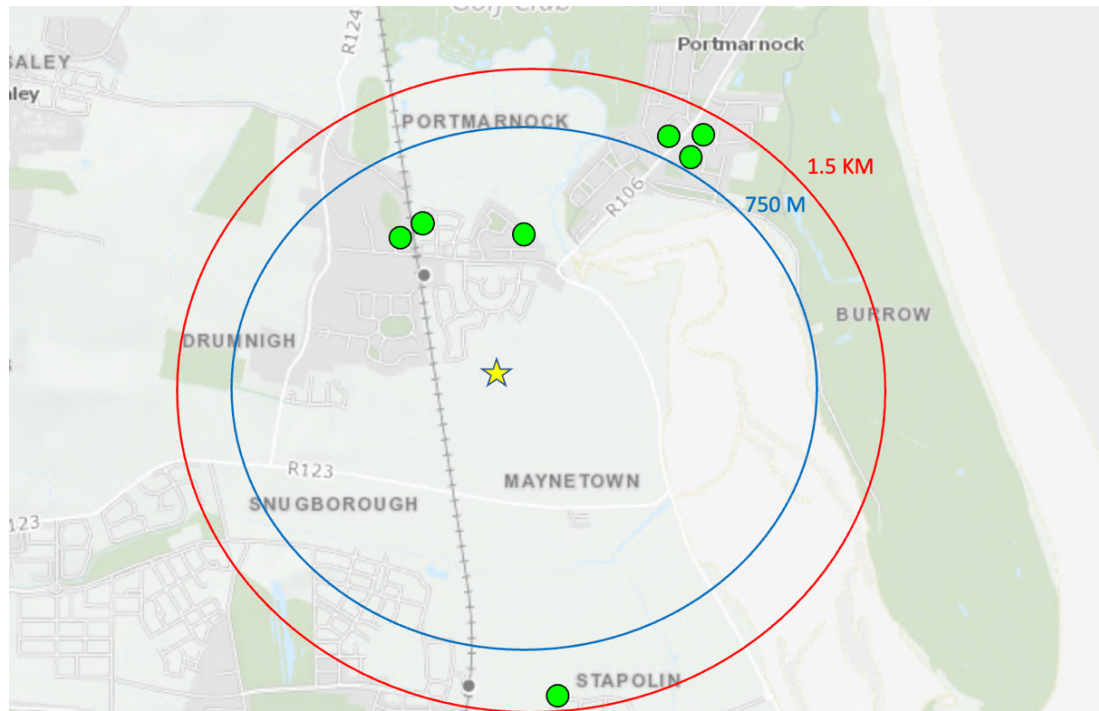 Golf Club
R124
Portmarnock
SALEY
aley
PORTMARNOCK
1.5 KM
R106
750 M
BURROW
DRUMNIGH
R123
MAYNETOWN
SNUGBOROUGH
123
STAPOLIN